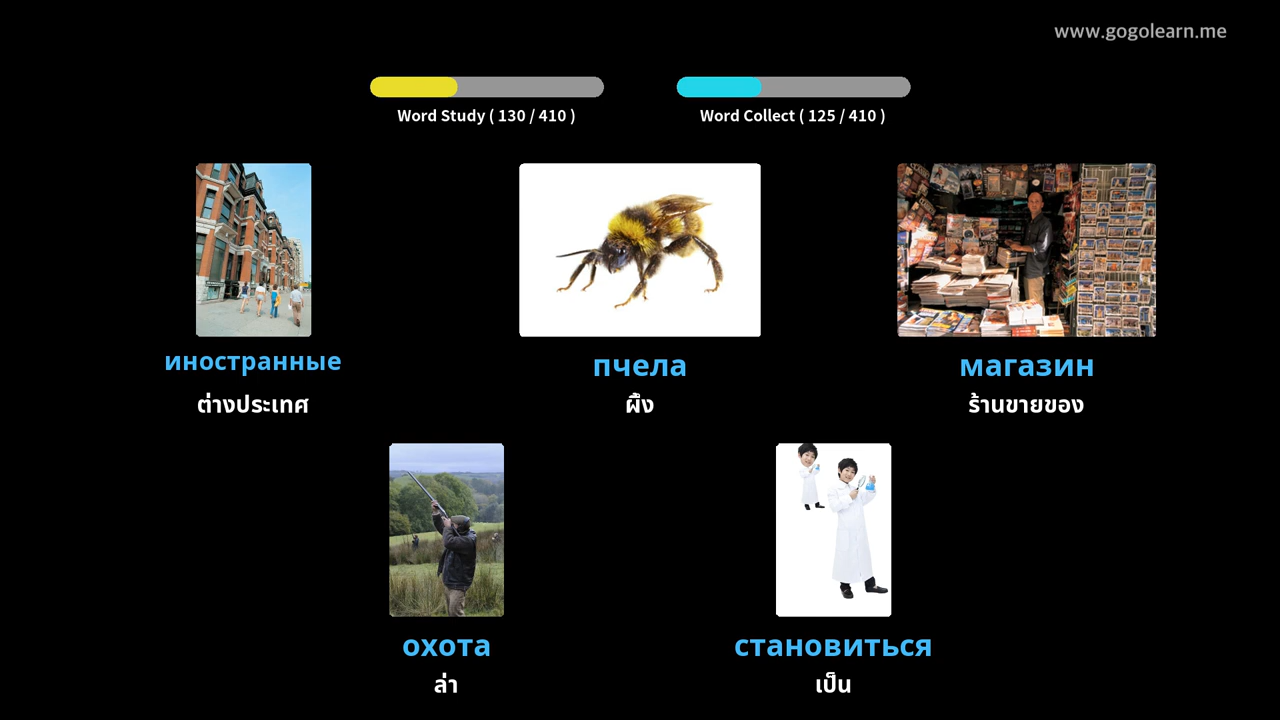 www.gogolearn.me
Word Study ( 130 / 410 )
Word Collect ( 125 / 410 )
иностранные
пчела
магазин
ต่างประเทศ
ผึ้ง
ร้านขายของ
охота
становиться
ล่า
เป็น